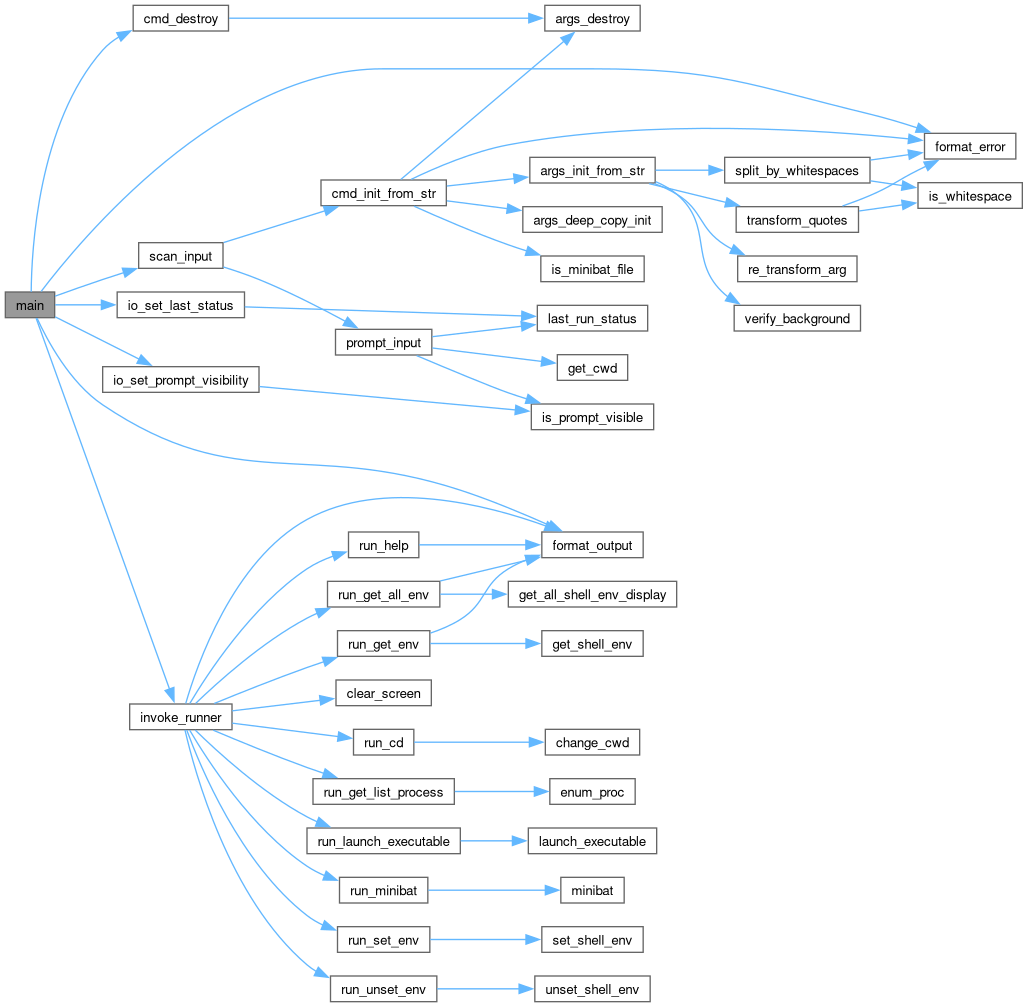 cmd_destroy
args_destroy
format_error
args_init_from_str
split_by_whitespaces
cmd_init_from_str
is_whitespace
args_deep_copy_init
transform_quotes
scan_input
is_minibat_file
re_transform_arg
main
io_set_last_status
last_run_status
verify_background
prompt_input
get_cwd
io_set_prompt_visibility
is_prompt_visible
run_help
format_output
run_get_all_env
get_all_shell_env_display
run_get_env
get_shell_env
clear_screen
invoke_runner
run_cd
change_cwd
run_get_list_process
enum_proc
run_launch_executable
launch_executable
run_minibat
minibat
run_set_env
set_shell_env
run_unset_env
unset_shell_env